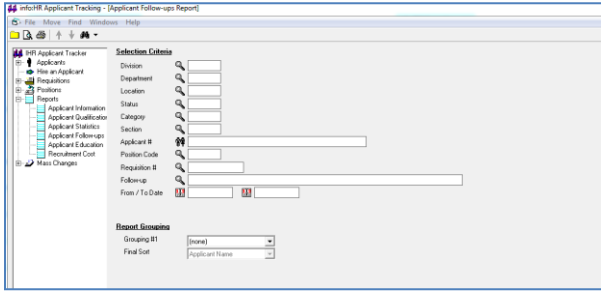 info:HR Applicant Tracking - [Applicant Follow-ups Report]
File Move Find Windows Help
IHR Applicant Tracker
Applicants
Hire an Applicant
Requisitions
Positions
Reports
Applicant Information
Applicant Qualification
Applicant Statistics
Applicant Follow-ups
Applicant Education
Recruitment Cost
Mass Changes
Selection Criteria
Division
Department
Location
Status
Category
Section
Applicant #
Position Code
Requisition #
Follow-up
From / To Date
Report Grouping
Grouping #1 (none)
Final Sort Applicant Name